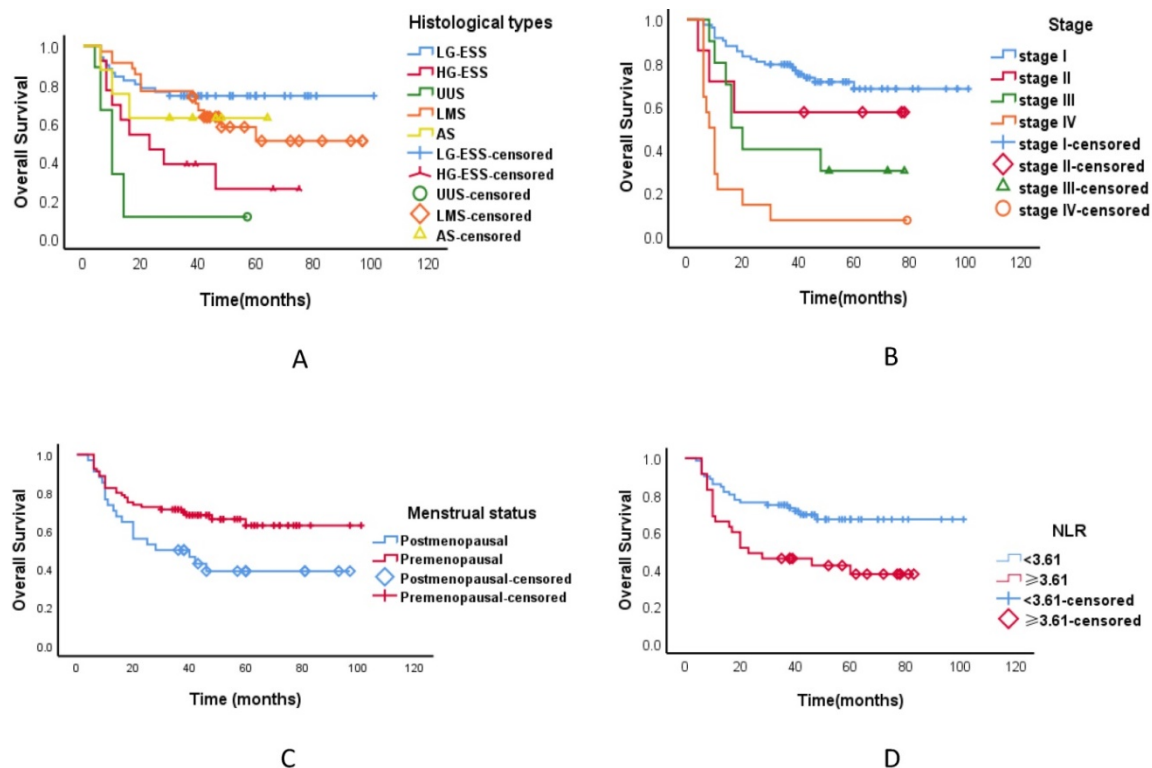 Histological types
LG-ESS
HG-ESS
UUS
LMS
AS
LG-ESS-censored
HG-ESS-censored
UUS-censored
LMS-censored
AS-censored
Overall Survival
1.0
0.8
0.6
0.4
0.2
0.0
0 20 40 60 80 100 120
Time(months)
A
Stage
stage I
stage II
stage III
stage IV
stage I-censored
stage II-censored
stage III-censored
stage IV-censored
Overall Survival
1.0
0.8
0.6
0.4
0.2
0.0
0 20 40 60 80 100 120
Time(months)
B
Menstrual status
Postmenopausal
Premenopausal
Postmenopausal-censored
Premenopausal-censored
Overall Survival
1.0
0.8
0.6
0.4
0.2
0.0
0 20 40 60 80 100 120
Time (months)
C
NLR
<3.61
≥3.61
<3.61-censored
≥3.61-censored
Overall Survival
1.0
0.8
0.6
0.4
0.2
0.0
0 20 40 60 80 100 120
Time (months)
D